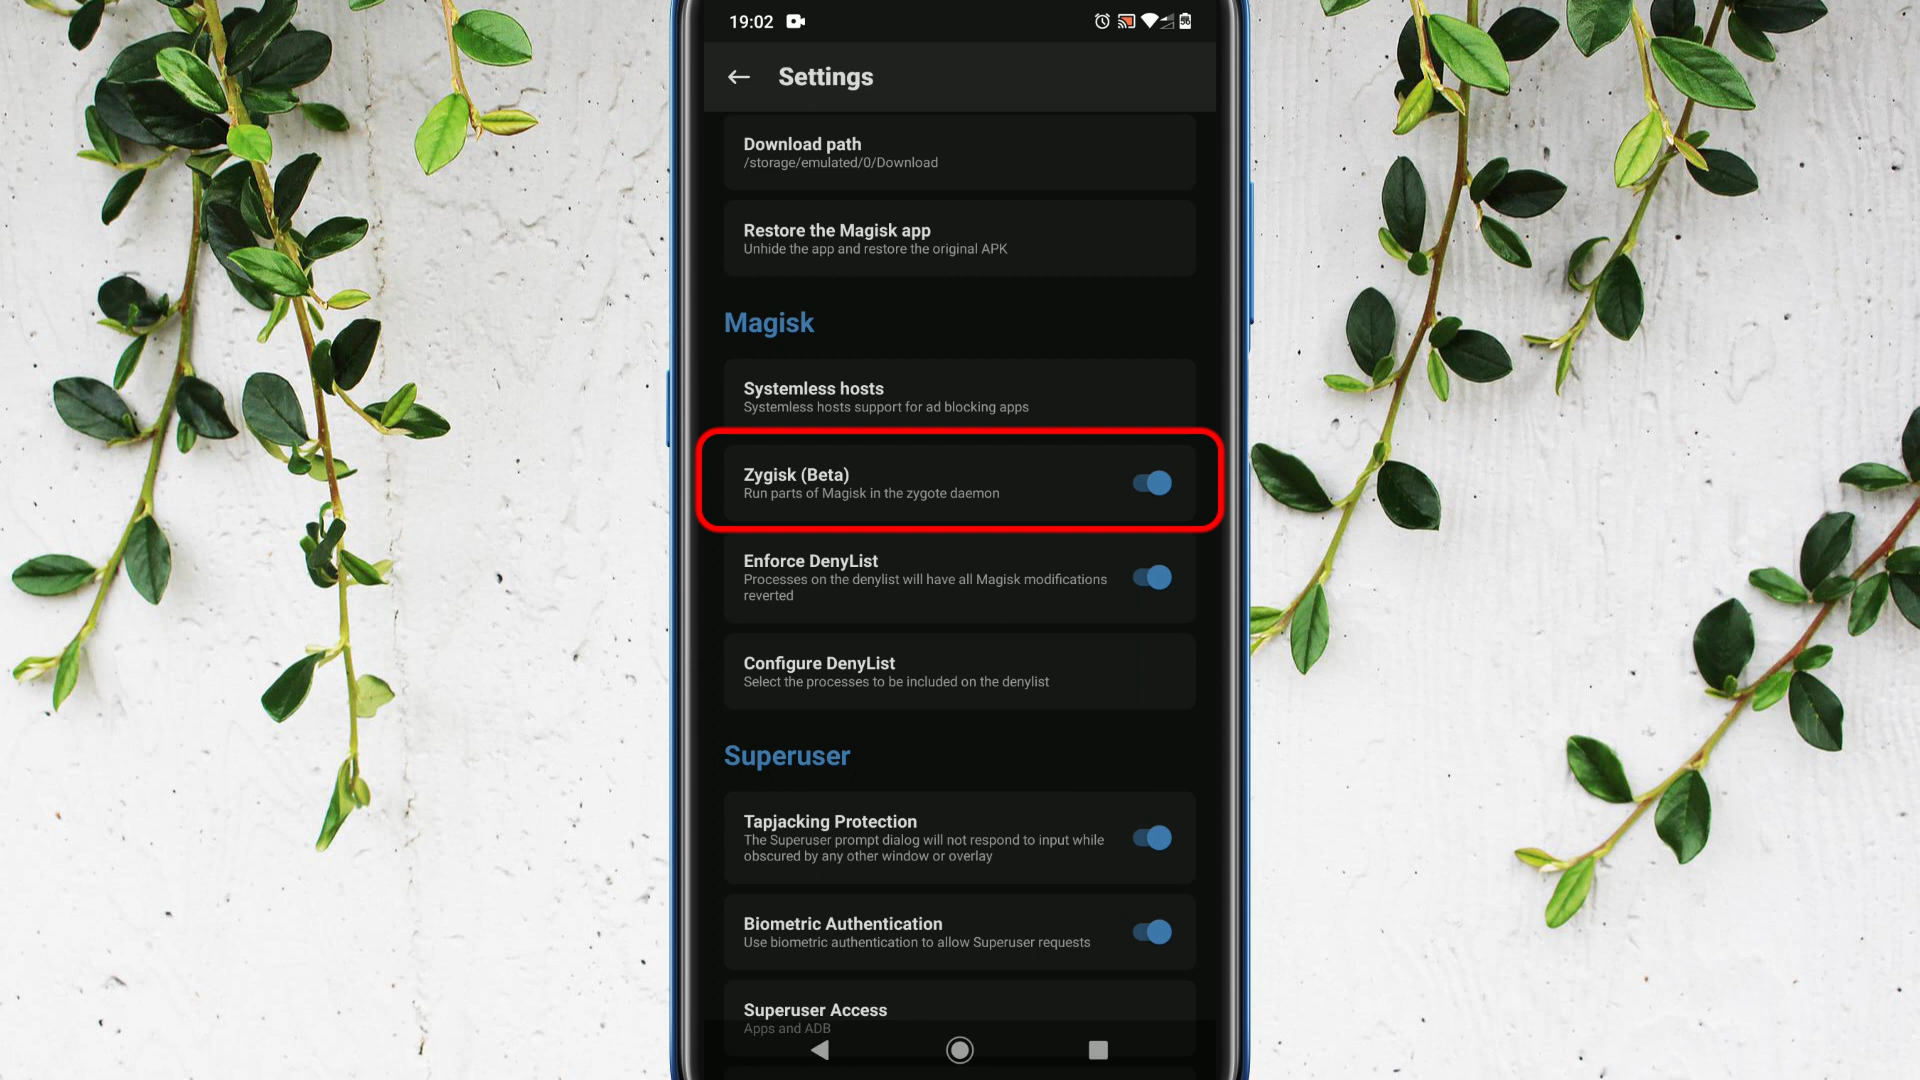 19:02
Settings
Download path
/storage/emulated/0/Download
Restore the Magisk app
Unhide the app and restore the original APK
Magisk
Systemless hosts
Systemless hosts support for ad blocking apps
Zygisk (Beta)
Run parts of Magisk in the zygote daemon
Enforce DenyList
Processes on the denylist will have all Magisk modifications
reverted
Configure DenyList
Select the processes to be included on the denylist
Superuser
Tapjacking Protection
The Superuser prompt dialog will not respond to input while
obscured by any other window or overlay
Biometric Authentication
Use biometric authentication to allow Superuser requests
Superuser Access
Apps and ADB